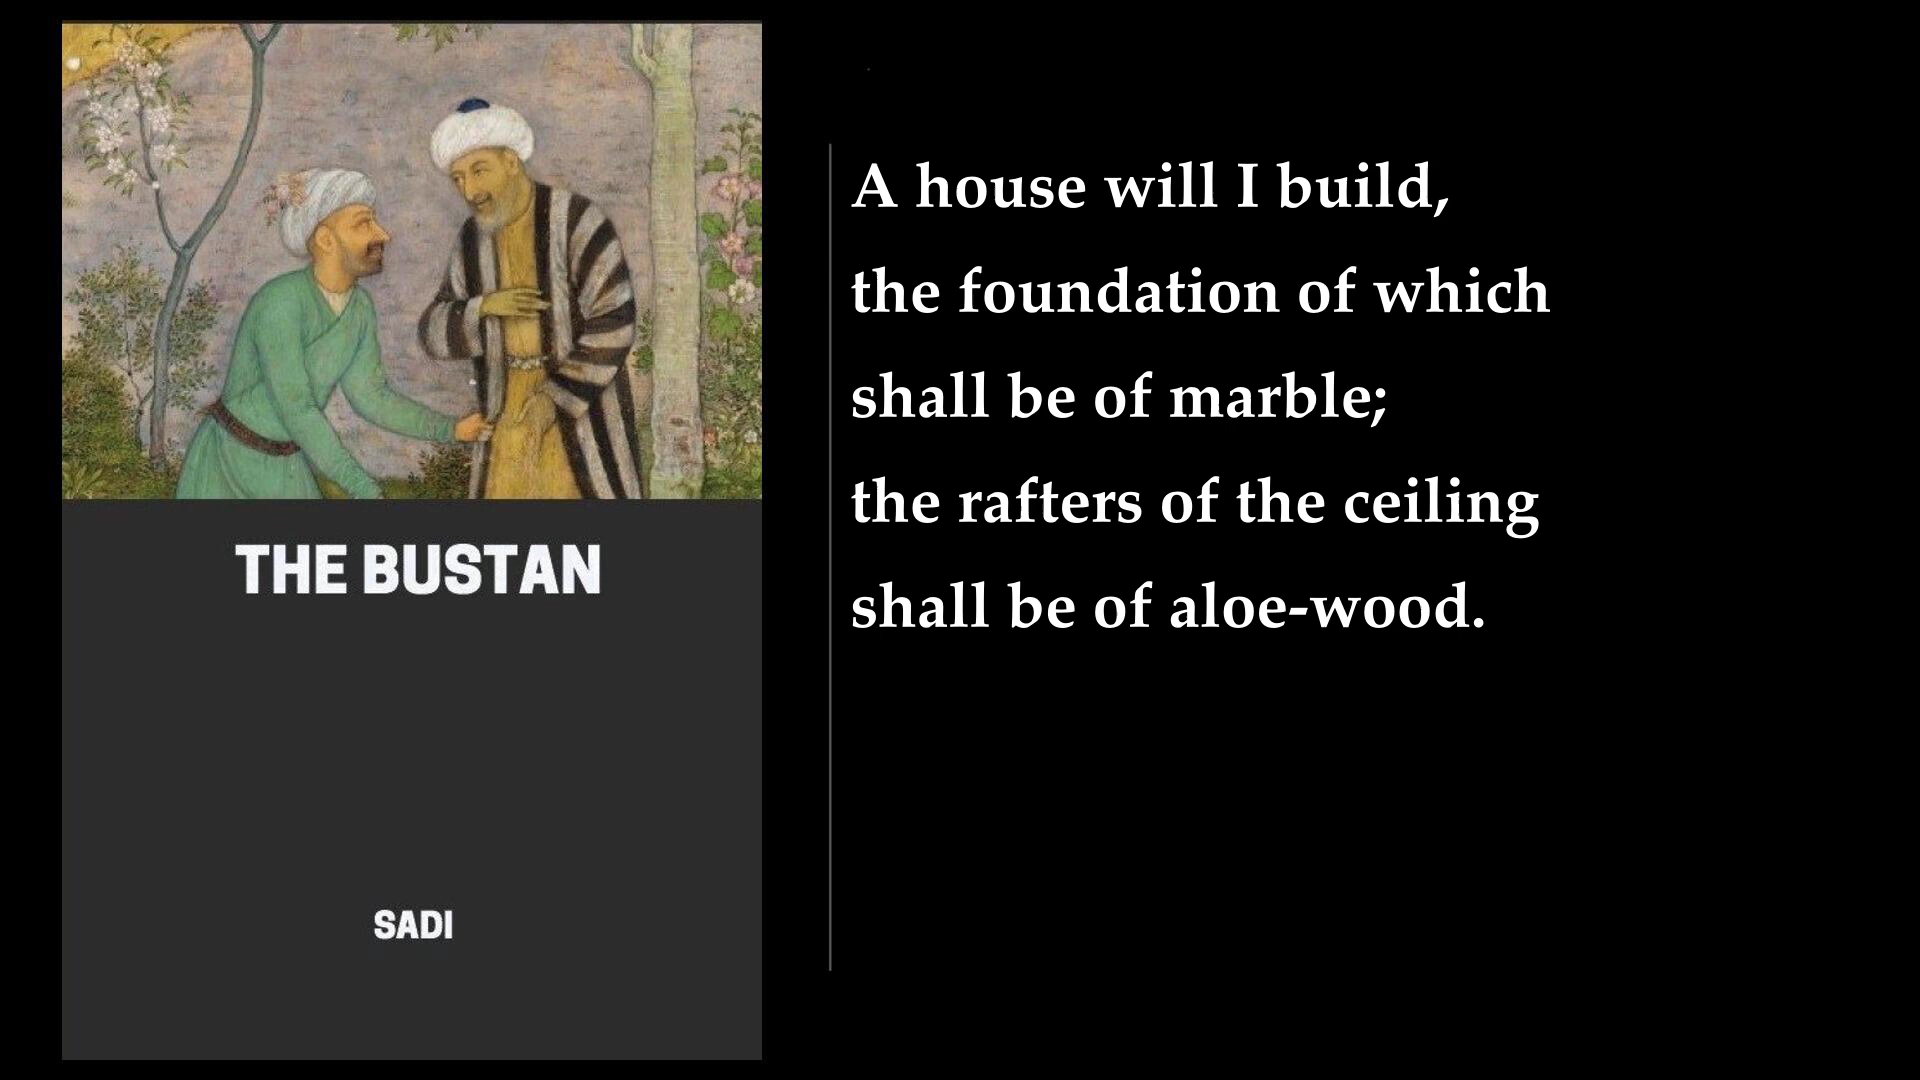 THE BUSTAN
SADI
A house will I build,
the foundation of which
shall be of marble;
the rafters of the ceiling
shall be of aloe-wood.